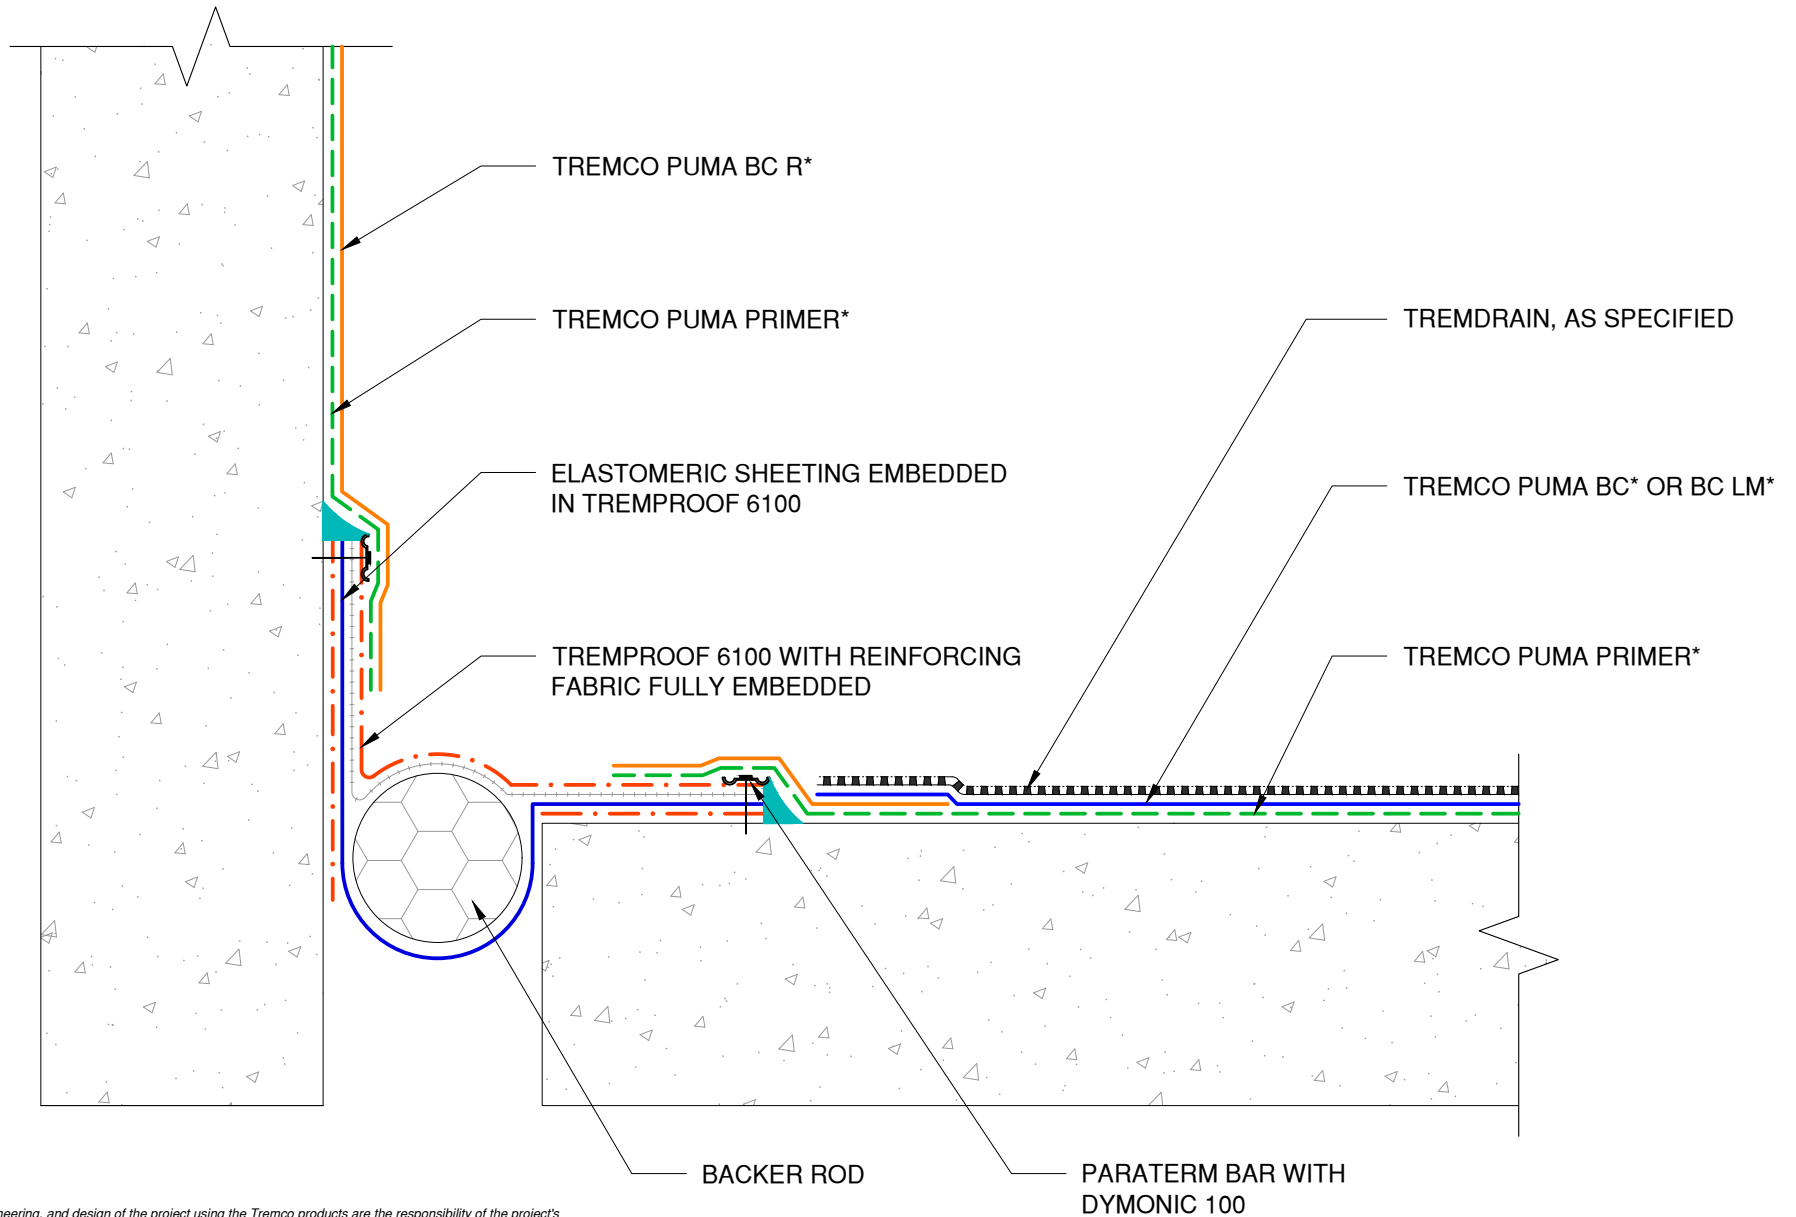 TREMCO PUMA BC R*
TREMCO PUMA PRIMER*
ELASTOMERIC SHEETING EMBEDDED
IN TREMPROOF 6100
TREMPROOF 6100 WITH REINFORCING
FABRIC FULLY EMBEDDED
TREMDRAIN, AS SPECIFIED
TREMCO PUMA BC* OR BC LM*
TREMCO PUMA PRIMER*
BACKER ROD
PARATERM BAR WITH
DYMONIC 100
and design of the project using the Tremco products are the responsibility of the project's